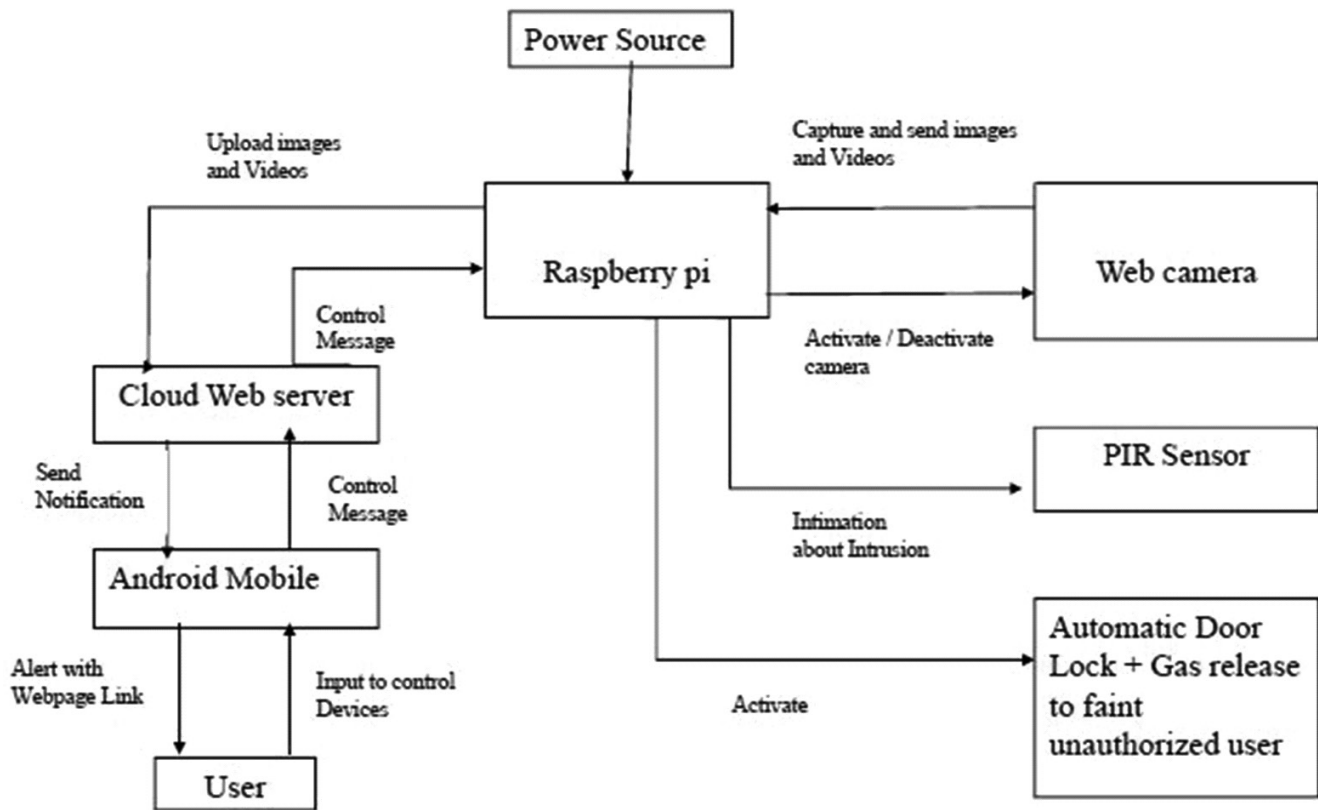 Power Source
Upload images
and Videos
Capture and send images
and Videos
Raspberry pi
Web camera
Control
Message
Activate / Deactivate
camera
Cloud Web server
PIR Sensor
Send
Notification
Control
Message
Intimation
about Intrusion
Android Mobile
Automatic Door
Lock + Gas release
to faint
unauthorized user
Alert with
Webpage Link
Input to control
Devices
Activate
User